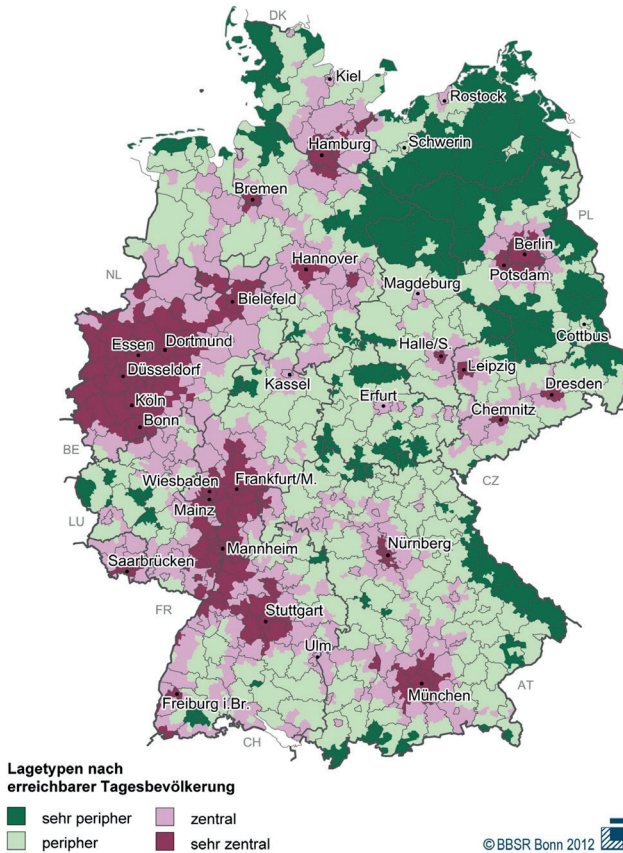 DK
Kiel
Rostock
Hamburg
Schwerin
Bremen
PL
Berlin
NL
Hannover
Potsdam
Magdeburg
Bielefeld
Essen
Dortmund
Halle/S.
Cottbus
Düsseldorf
Leipzig
Kassel
Erfurt
Dresden
Köln
Chemnitz
Bonn
BE
Wiesbaden
Frankfurt/M.
CZ
LU
Mainz
Mannheim
Nürnberg
Saarbrücken
FR
Stuttgart
Ulm
AT
München
Freiburg i.Br.
CH
Lagetypen nach
erreichbarer Tagesbevölkerung
sehr peripher
zentral
peripher
sehr zentral
© BBSR Bonn 2012